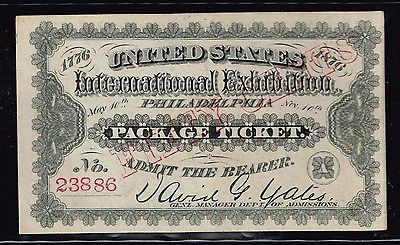 1776 UNITED STATES 1876
International Exhibition,
May 10th PHILADELPHIA Nov. 10th
PACKAGE TICKET.
No. ADMIT THE BEARER.
23886
David G. Yates
GENL. MANAGER DEPT. OF ADMISSIONS.